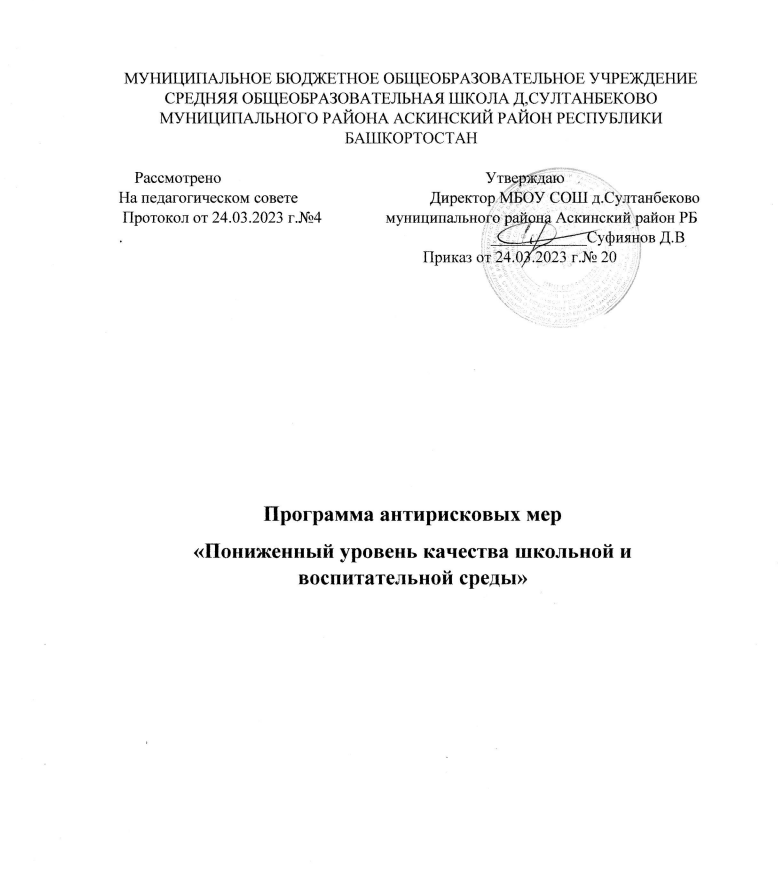 МУНИЦИПАЛЬНОЕ БЮДЖЕТНОЕ ОБЩЕОБРАЗОВАТЕЛЬНОЕ УЧРЕЖДЕНИЕ
СРЕДНЯЯ ОБЩЕОБРАЗОВАТЕЛЬНАЯ ШКОЛА Д,СУЛТАНБЕКОВО
МУНИЦИПАЛЬНОГО РАЙОНА АСКИНСКИЙ РАЙОН РЕСПУБЛИКИ
БАШКОРТОСТАН
Рассмотрено Утверждаю
На педагогическом совете Директор МБОУ СОШ д.Султанбеково
Протокол от 24.03.2023 г.№4 муниципального района Аскинский район РБ
. ____________Суфиянов Д.В
Приказ от 24.03.2023 г.№ 20
Программа антирисковых мер
«Пониженный уровень качества школьной и
воспитательной среды»